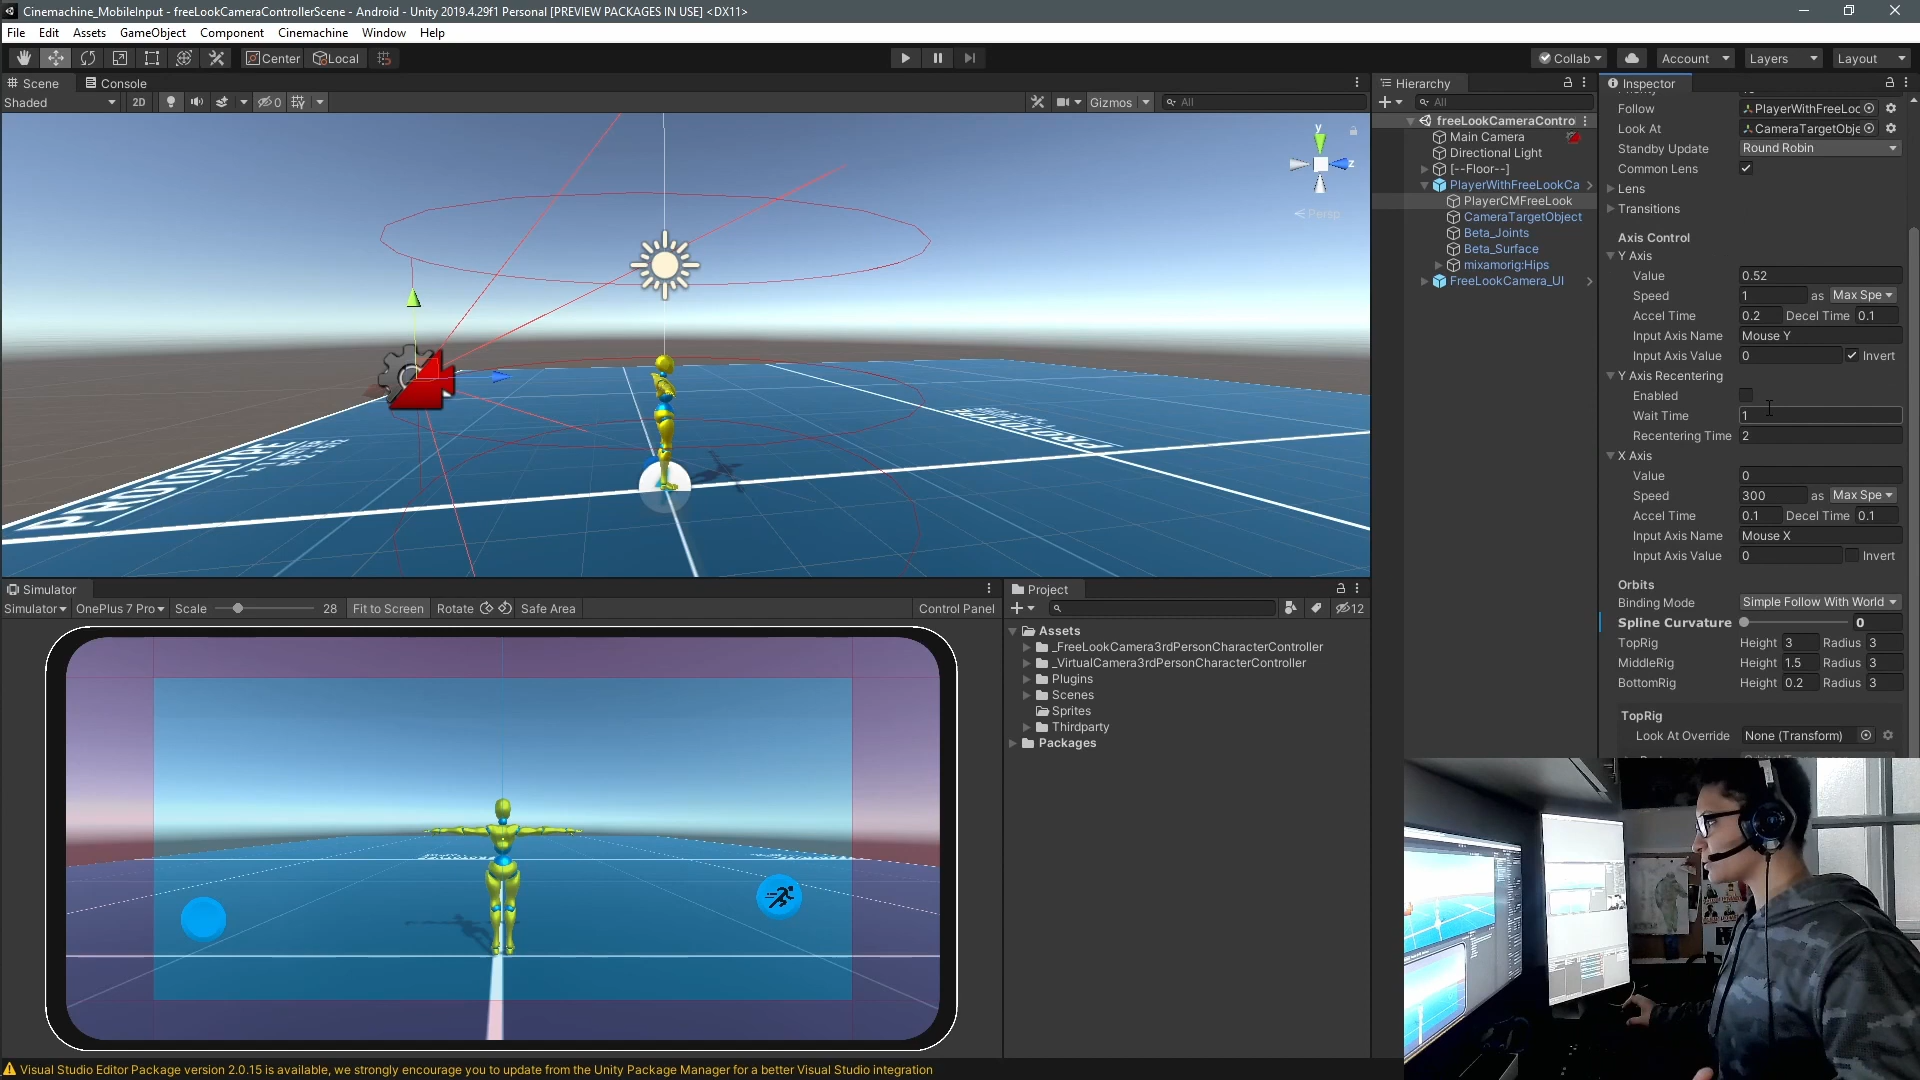 Cinemachine_MobileInput - freeLookCameraControllerScene - Android - Unity 2019.4.29f1 Personal [PREVIEW PACKAGES IN USE] <DX11>
File Edit Assets GameObject Component Cinemachine Window Help
Center Local Collab Account Layers Layout
Scene Console
Shaded 2D 0 Gizmos All
y
z
Persp
PROTOTYPE
Hierarchy
All
freeLookCameraContro
Main Camera
Directional Light
[--Floor--]
PlayerWithFreeLookCa
PlayerCMFreeLook
CameraTargetObject
Beta_Joints
Beta_Surface
mixamorig:Hips
FreeLookCamera_UI
Inspector
Follow PlayerWithFreeLoc
Look At CameraTargetObje
Standby Update Round Robin
Common Lens
Lens
Transitions
Axis Control
Y Axis
Value 0.52
Speed 1 as Max Spe
Accel Time 0.2 Decel Time 0.1
Input Axis Name Mouse Y
Input Axis Value 0 Invert
Y Axis Recentering
Enabled
Wait Time 1
Recentering Time 2
X Axis
Value 0
Speed 300 as Max Spe
Accel Time 0.1 Decel Time 0.1
Input Axis Name Mouse X
Input Axis Value 0 Invert
Orbits
Binding Mode Simple Follow With World
Spline Curvature 0
TopRig Height 3 Radius 3
MiddleRig Height 1.5 Radius 3
BottomRig Height 0.2 Radius 3
TopRig
Look At Override None (Transform)
Simulator
Simulator OnePlus 7 Pro Scale 28 Fit to Screen Rotate Safe Area Control Panel
Project
12
Assets
_FreeLookCamera3rdPersonCharacterController
_VirtualCamera3rdPersonCharacterController
Plugins
Scenes
Sprites
Thirdparty
Packages
Visual Studio Editor Package version 2.0.15 is available, we strongly encourage you to update from the Unity Package Manager for a better Visual Studio integration